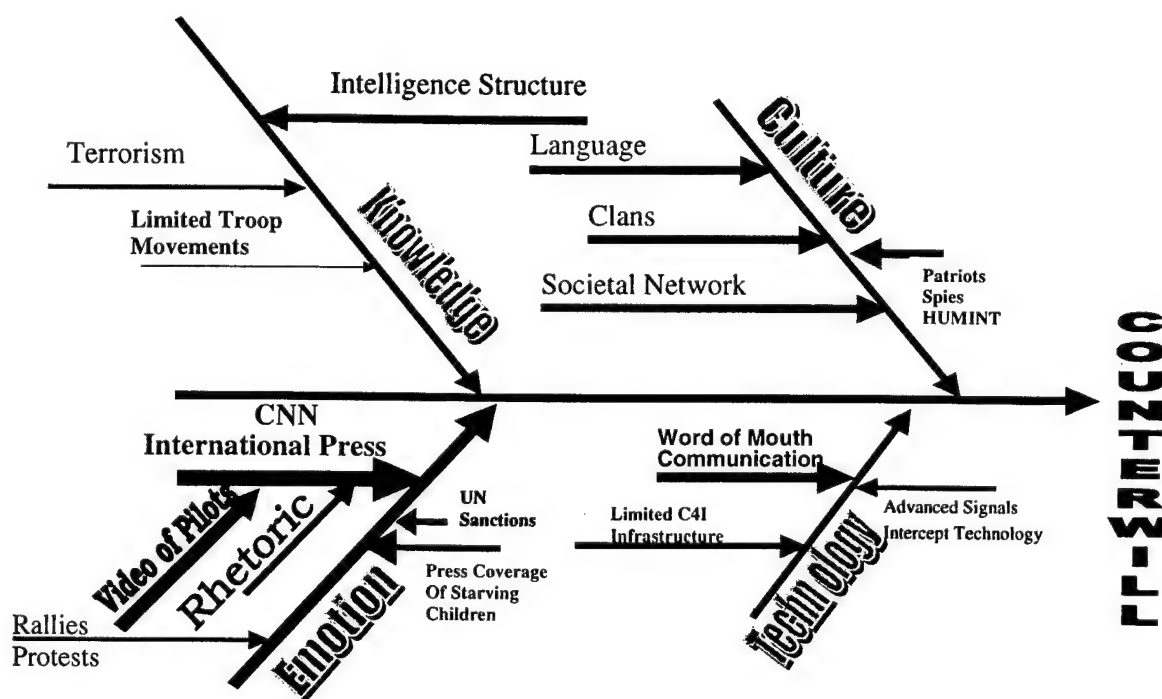 Intelligence Structure
Terrorism
Limited Troop
Movements
Knowledge
Language
Clans
Societal Network
Culture
Patriots
Spies
HUMINT
COUNTERWILL
CNN
International Press
Video of Pilots
Rhetoric
Rallies
Protests
UN
Sanctions
Press Coverage
Of Starving
Children
Emotion
Word of Mouth
Communication
Limited C4I
Infrastructure
Advanced Signals
Intercept Technology
Technology